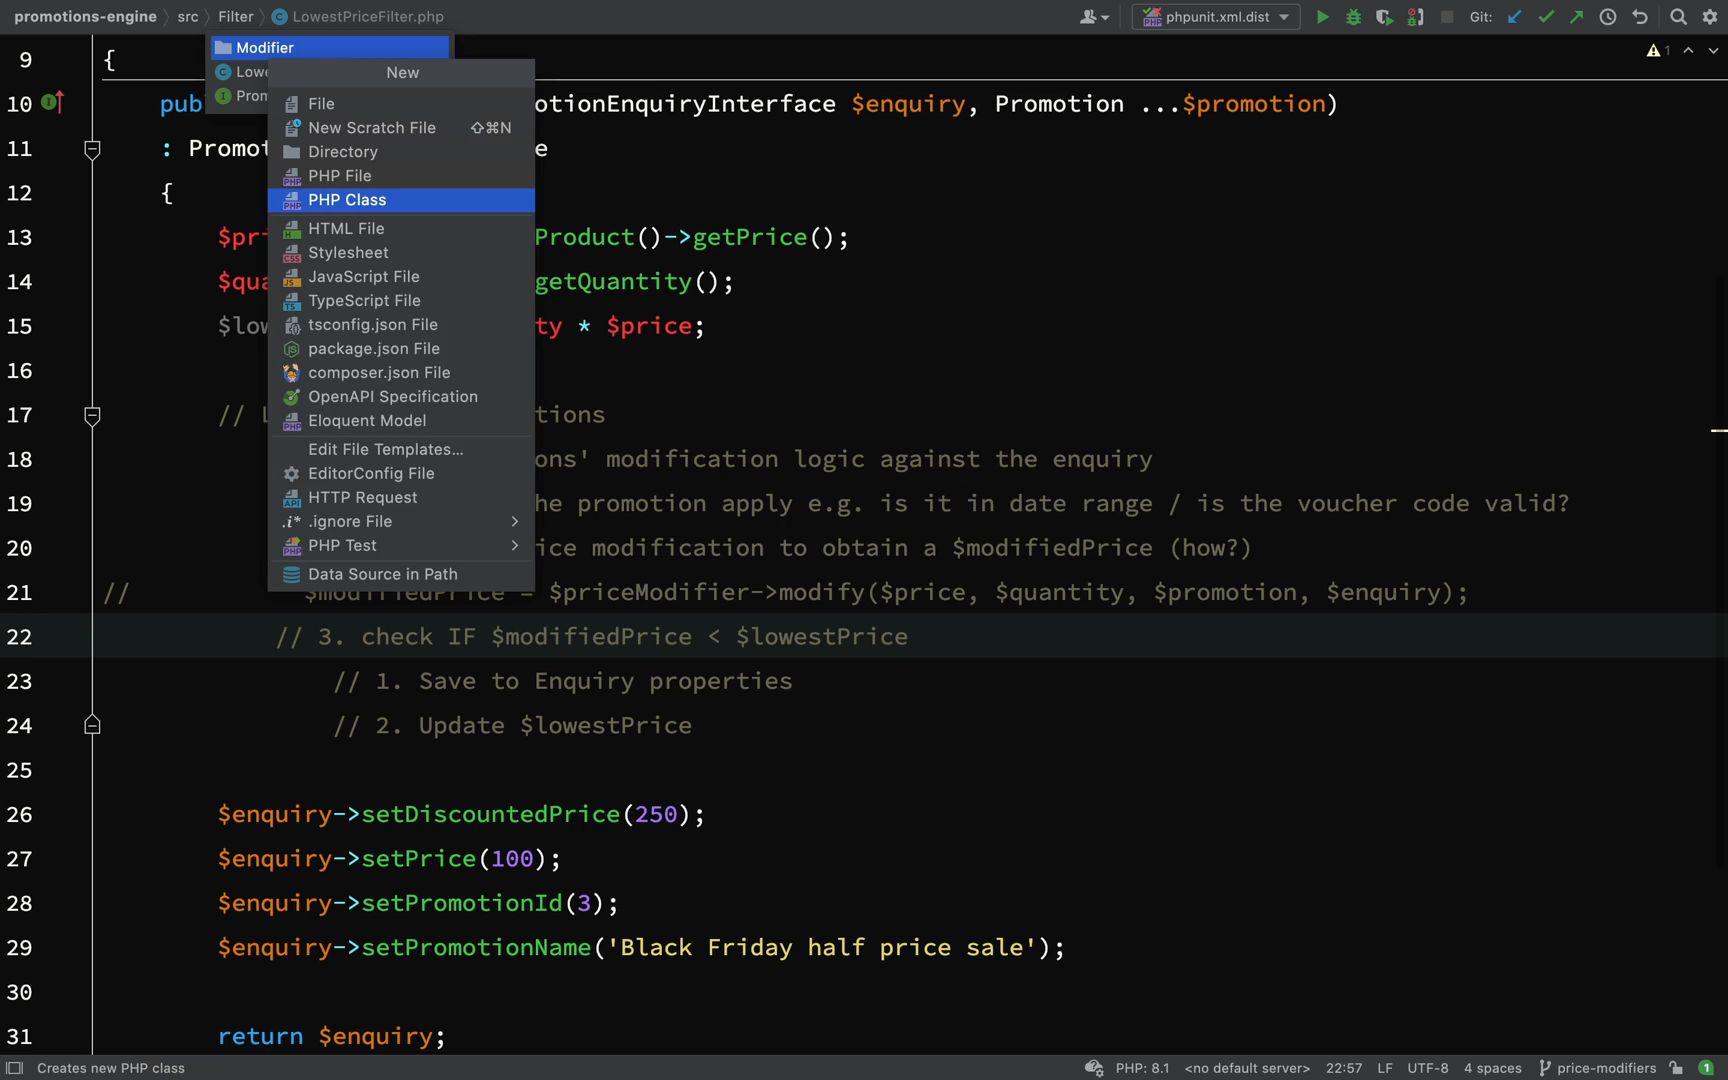 promotions-engine src Filter LowestPriceFilter.php phpunit.xml.dist Git:
Modifier
Lowe
Prom
New
File
New Scratch File ⇧⌘N
Directory
PHP File
PHP Class
HTML File
Stylesheet
JavaScript File
TypeScript File
tsconfig.json File
package.json File
composer.json File
OpenAPI Specification
Eloquent Model
Edit File Templates...
EditorConfig File
HTTP Request
.ignore File
PHP Test
Data Source in Path
1
9 {
10 pub otionEnquiryInterface $enquiry, Promotion ...$promotion)
11 : Promot e
12 {
13 $pri Product()->getPrice();
14 $qua getQuantity();
15 $low ty * $price;
16
17 // L tions
18 ons' modification logic against the enquiry
19 he promotion apply e.g. is it in date range / is the voucher code valid?
20 ice modification to obtain a $modifiedPrice (how?)
21 // $modifiedPrice = $priceModifier->modify($price, $quantity, $promotion, $enquiry);
22 // 3. check IF $modifiedPrice < $lowestPrice
23 // 1. Save to Enquiry properties
24 // 2. Update $lowestPrice
25
26 $enquiry->setDiscountedPrice(250);
27 $enquiry->setPrice(100);
28 $enquiry->setPromotionId(3);
29 $enquiry->setPromotionName('Black Friday half price sale');
30
31 return $enquiry;
Creates new PHP class PHP: 8.1 <no default server> 22:57 LF UTF-8 4 spaces price-modifiers 1